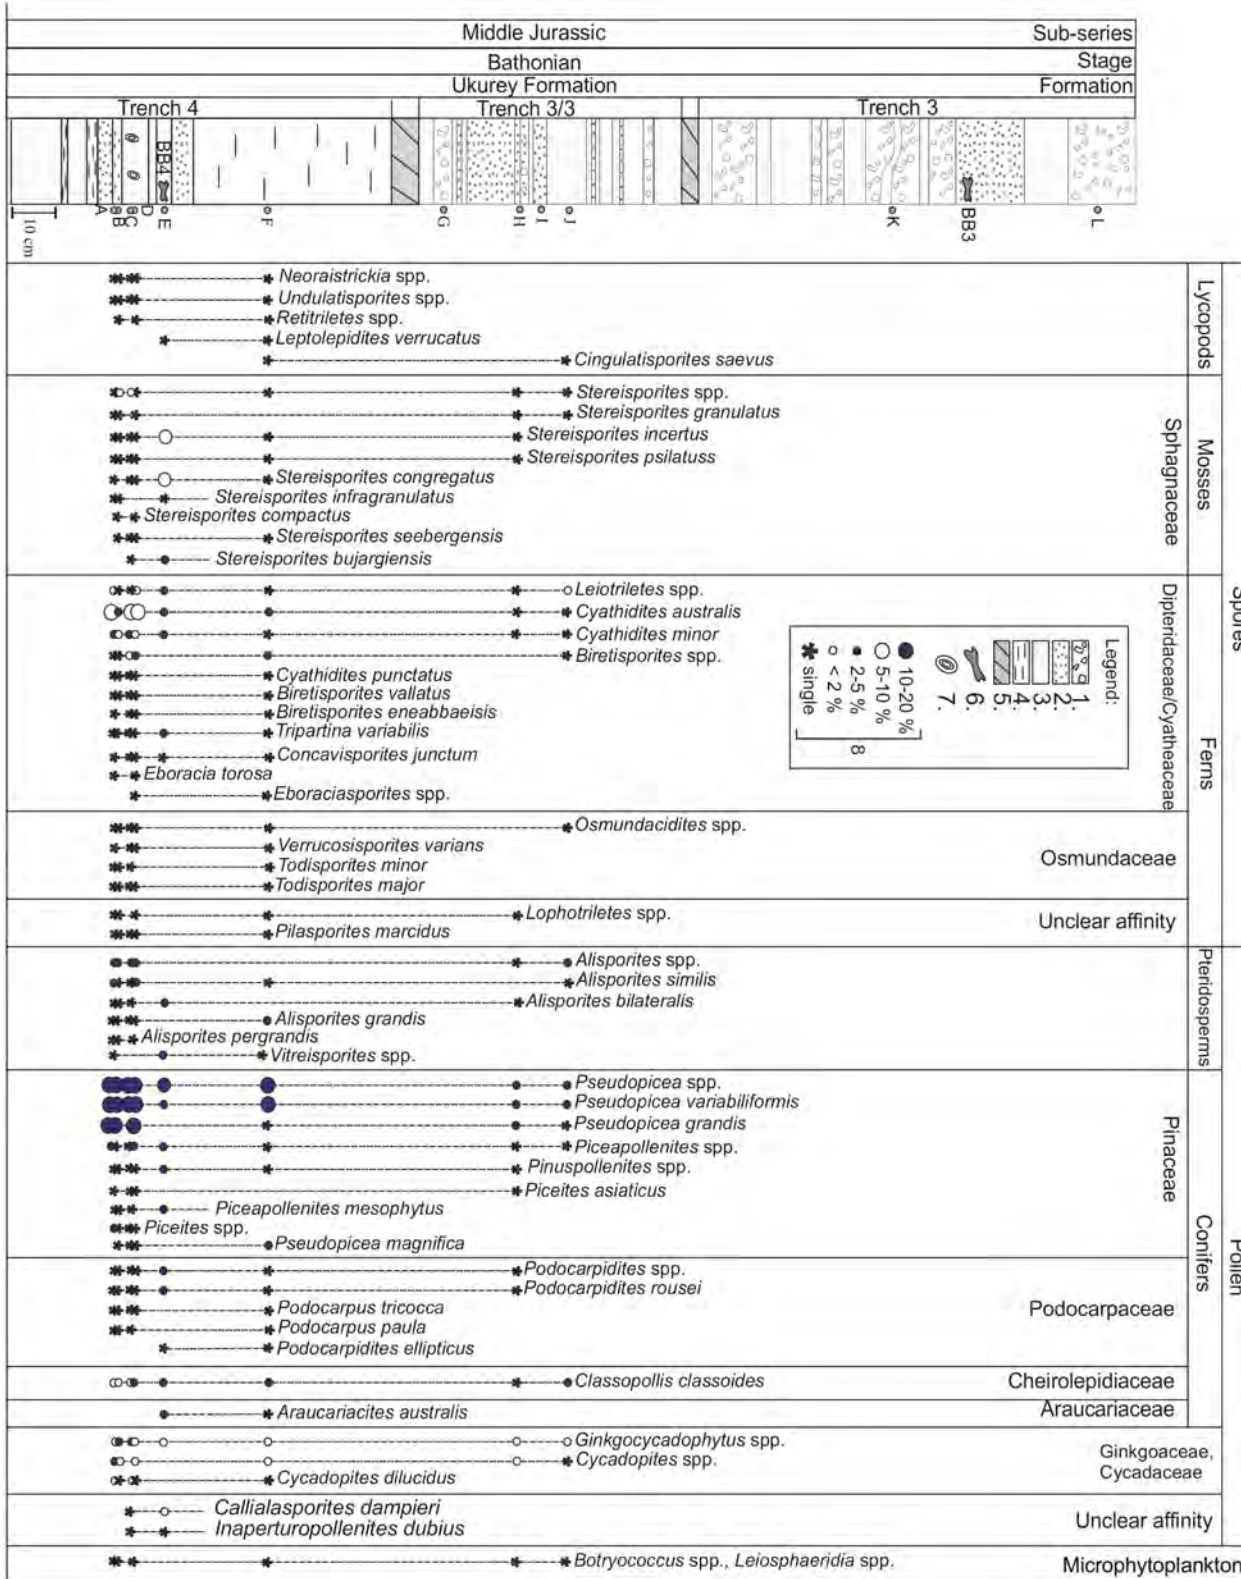 Middle Jurassic Sub-series
Bathonian Stage
Ukurey Formation Formation
Trench 4 Trench 3/3 Trench 3
BB4
A B C D E F G H I J K BB3 L
10 cm
Spores
Lycopods
Neoraistrickia spp.
Undulatisporites spp.
Retitriletes spp.
Leptolepidites verrucatus
Cingulatisporites saevus
Mosses
Sphagnaceae
Stereisporites spp.
Stereisporites granulatus
Stereisporites incertus
Stereisporites psilatuss
Stereisporites congregatus
Stereisporites infragranulatus
Stereisporites compactus
Stereisporites seebergensis
Stereisporites bujargiensis
Ferns
Dipteridaceae/Cyatheaceae
Leiotriletes spp.
Cyathidites australis
Cyathidites minor
Biretisporites spp.
Cyathidites punctatus
Biretisporites vallatus
Biretisporites eneabbaeisis
Tripartina variabilis
Concavisporites junctum
Eboracia torosa
Eboraciasporites spp.
Legend:
1.
2.
3.
4.
5.
6.
7.
10-20 %
5-10 %
2-5 %
< 2 %
single
8
Osmundaceae
Osmundacidites spp.
Verrucosisporites varians
Todisporites minor
Todisporites major
Unclear affinity
Lophotriletes spp.
Pilasporites marcidus
Pollen
Pteridosperms
Alisporites spp.
Alisporites similis
Alisporites bilateralis
Alisporites grandis
Alisporites pergrandis
Vitreisporites spp.
Conifers
Pinaceae
Pseudopicea spp.
Pseudopicea variabiliformis
Pseudopicea grandis
Piceapollenites spp.
Pinuspollenites spp.
Piceites asiaticus
Piceapollenites mesophytus
Piceites spp.
Pseudopicea magnifica
Podocarpaceae
Podocarpidites spp.
Podocarpidites rousei
Podocarpus tricocca
Podocarpus paula
Podocarpidites ellipticus
Classopollis classoides Cheirolepidiaceae
Araucariacites australis Araucariaceae
Ginkgocycadophytus spp.
Ginkgoaceae,
Cycadaceae
Cycadopites spp.
Cycadopites dilucidus
Callialasporites dampieri
Inaperturopollenites dubius
Unclear affinity
Botryococcus spp., Leiosphaeridia spp. Microphytoplankton